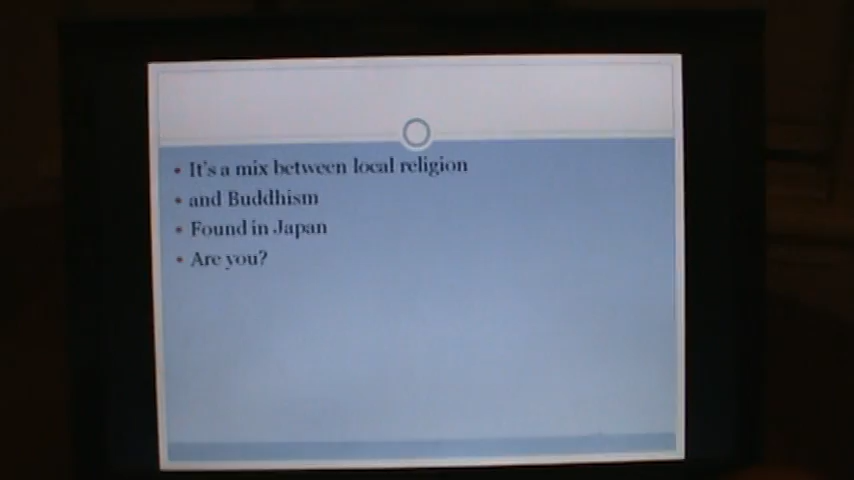 • It's a mix between local religion
• and Buddhism
• Found in Japan
• Are you?